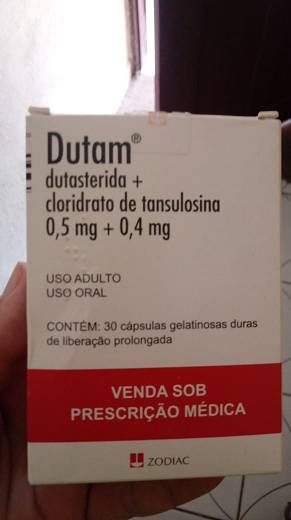 Dutam®
dutasterida +
cloridrato de tansulosina
0,5 mg + 0,4 mg
USO ADULTO
USO ORAL
CONTÉM: 30 cápsulas gelatinosas duras
de liberação prolongada
VENDA SOB
PRESCRIÇÃO MÉDICA
ZODIAC